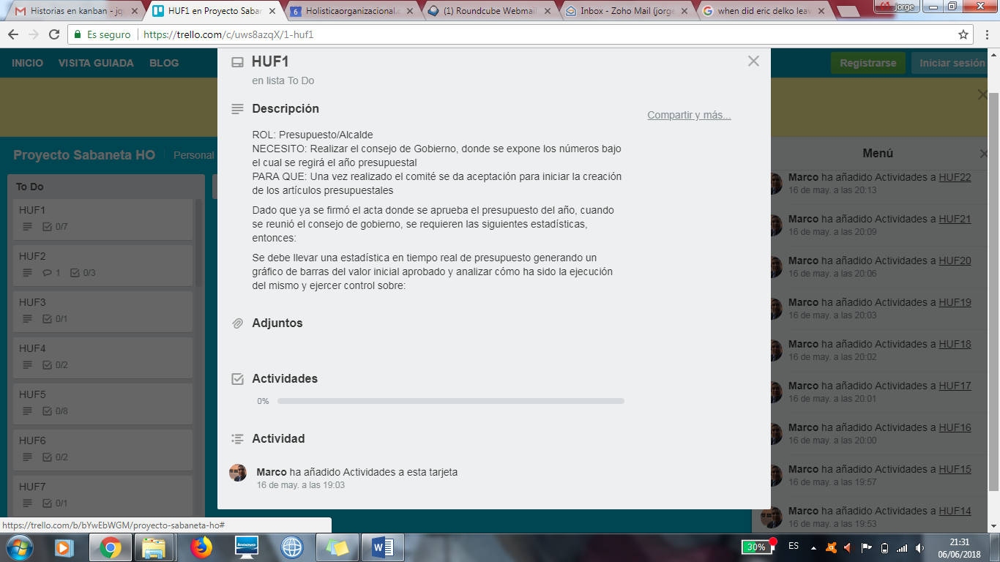 Historias en kanban - jq
HUF1 en Proyecto Saban
Holisticaorganizacional.c
(1) Roundcube Webmail
Inbox - Zoho Mail (jorge
when did eric delko leav
jorge
Es seguro
https://trello.com/c/uws8azqX/1-huf1
INICIO
VISITA GUIADA
BLOG
Registrarse
Iniciar sesión
Proyecto Sabaneta HO
Personal
To Do
HUF1
0/7
HUF2
1
0/3
HUF3
0/1
HUF4
0/2
HUF5
0/8
HUF6
0/2
HUF7
0/1
HUF1
en lista To Do
Descripción
Compartir y más...
ROL: Presupuesto/Alcalde
NECESITO: Realizar el consejo de Gobierno, donde se expone los números bajo
el cual se regirá el año presupuestal
PARA QUE: Una vez realizado el comité se da aceptación para iniciar la creación
de los artículos presupuestales
Dado que ya se firmó el acta donde se aprueba el presupuesto del año, cuando
se reunió el consejo de gobierno, se requieren las siguientes estadísticas,
entonces:
Se debe llevar una estadística en tiempo real de presupuesto generando un
gráfico de barras del valor inicial aprobado y analizar cómo ha sido la ejecución
del mismo y ejercer control sobre:
Adjuntos
Actividades
0%
Actividad
Marco ha añadido Actividades a esta tarjeta
16 de may. a las 19:03
Menú
Marco ha añadido Actividades a HUF22
16 de may. a las 20:13
Marco ha añadido Actividades a HUF21
16 de may. a las 20:09
Marco ha añadido Actividades a HUF20
16 de may. a las 20:06
Marco ha añadido Actividades a HUF19
16 de may. a las 20:03
Marco ha añadido Actividades a HUF18
16 de may. a las 20:02
Marco ha añadido Actividades a HUF17
16 de may. a las 20:01
Marco ha añadido Actividades a HUF16
16 de may. a las 20:00
Marco ha añadido Actividades a HUF15
16 de may. a las 19:57
Marco ha añadido Actividades a HUF14
16 de may. a las 19:53
https://trello.com/b/bYwEbWGM/proyecto-sabaneta-ho#
lenovo
30%
ES
21:31
06/06/2018